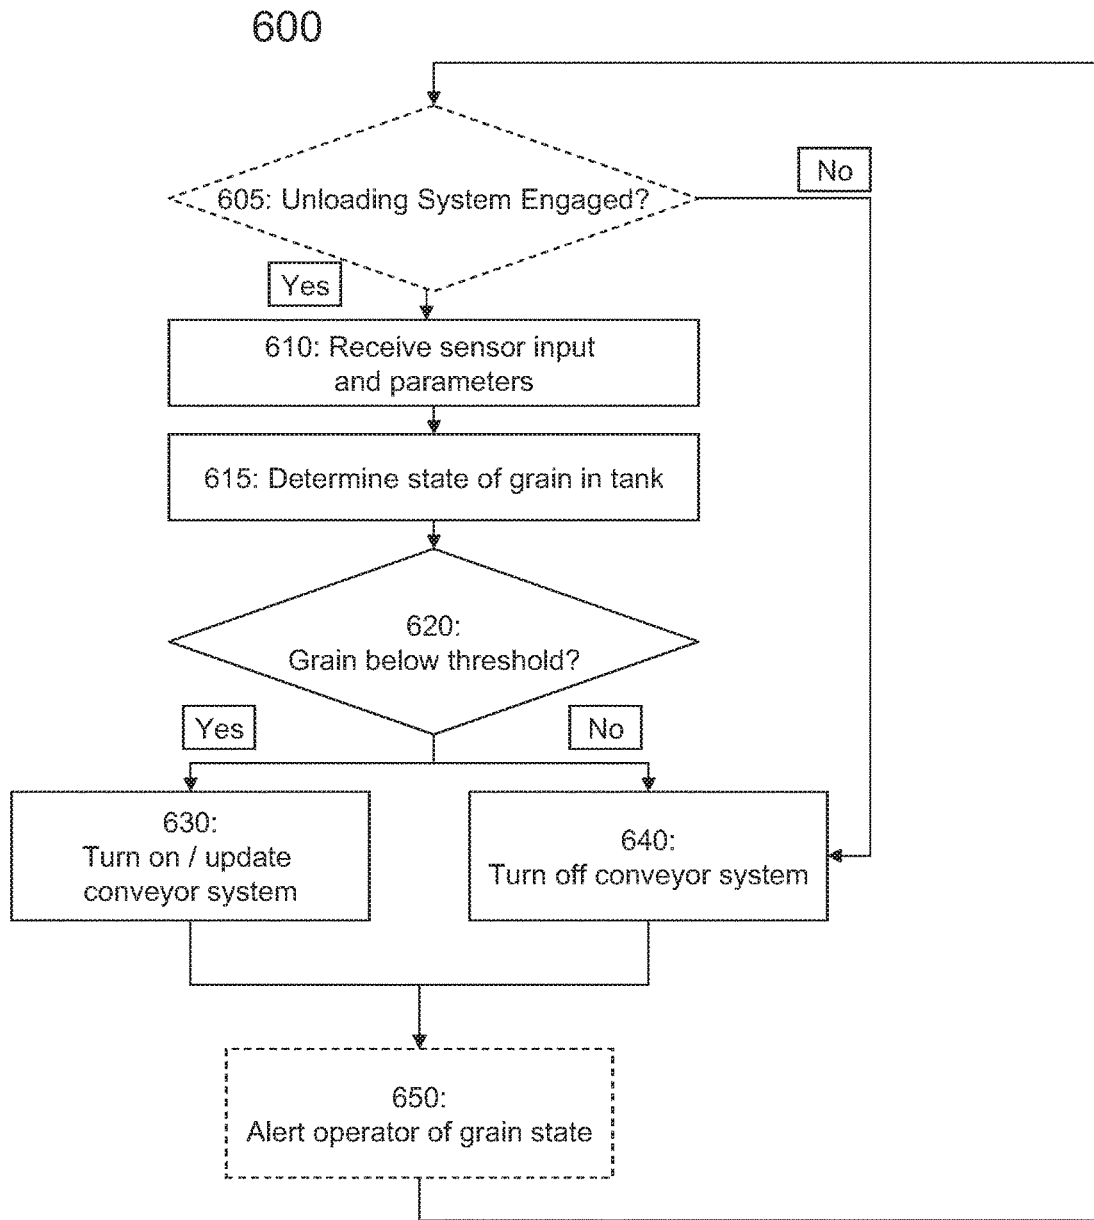 600
605: Unloading System Engaged?
No
Yes
610: Receive sensor input
and parameters
615: Determine state of grain in tank
620:
Grain below threshold?
Yes
No
630:
Turn on / update
conveyor system
640:
Turn off conveyor system
650:
Alert operator of grain state